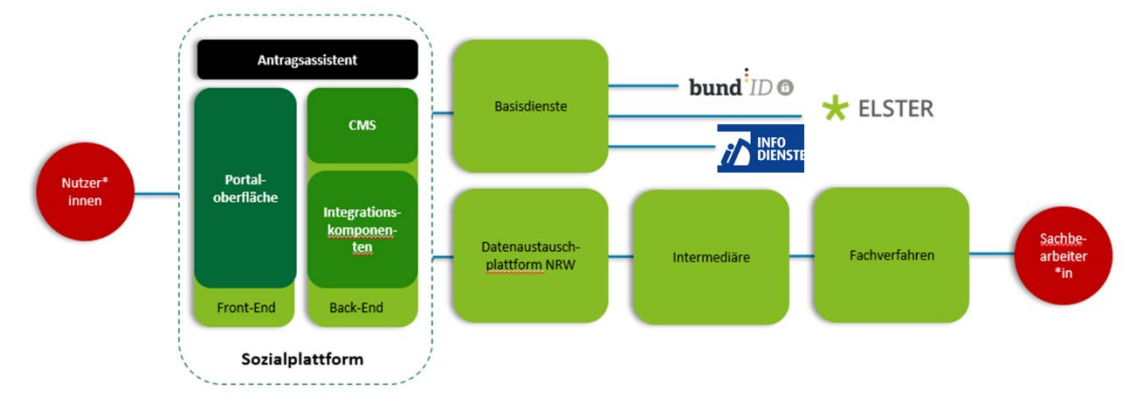 Nutzer*
innen
Antragsassistent
Portal-
oberfläche
Front-End
CMS
Integrations-
komponen-
ten
Back-End
Sozialplattform
Basisdienste
bund ID
ELSTER
INFO
DIENSTE
Datenaustausch-
plattform NRW
Intermediäre
Fachverfahren
Sachbe-
arbeiter
*in